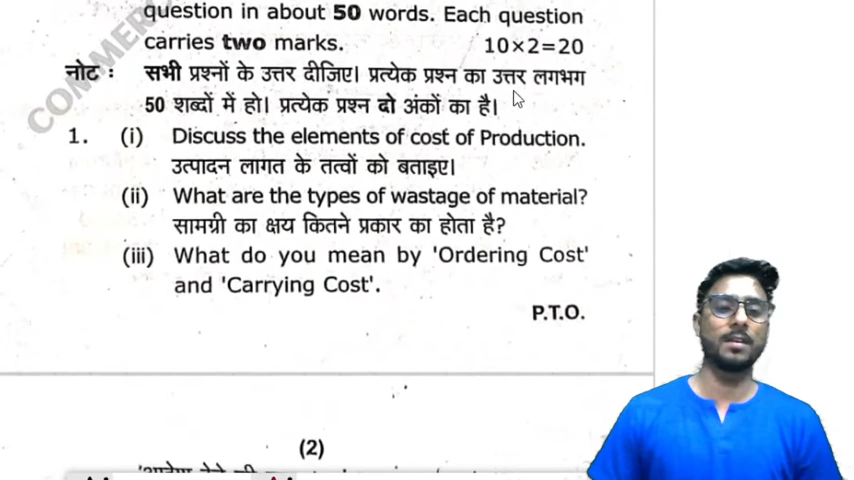 question in about 50 words. Each question
carries two marks. 10×2=20
नोट : सभी प्रश्नों के उत्तर दीजिए। प्रत्येक प्रश्न का उत्तर लगभग
50 शब्दों में हो। प्रत्येक प्रश्न दो अंकों का है।
1. (i) Discuss the elements of cost of Production.
उत्पादन लागत के तत्वों को बताइए।
(ii) What are the types of wastage of material?
सामग्री का क्षय कितने प्रकार का होता है?
(iii) What do you mean by 'Ordering Cost'
and 'Carrying Cost'.
P.T.O.
(2)